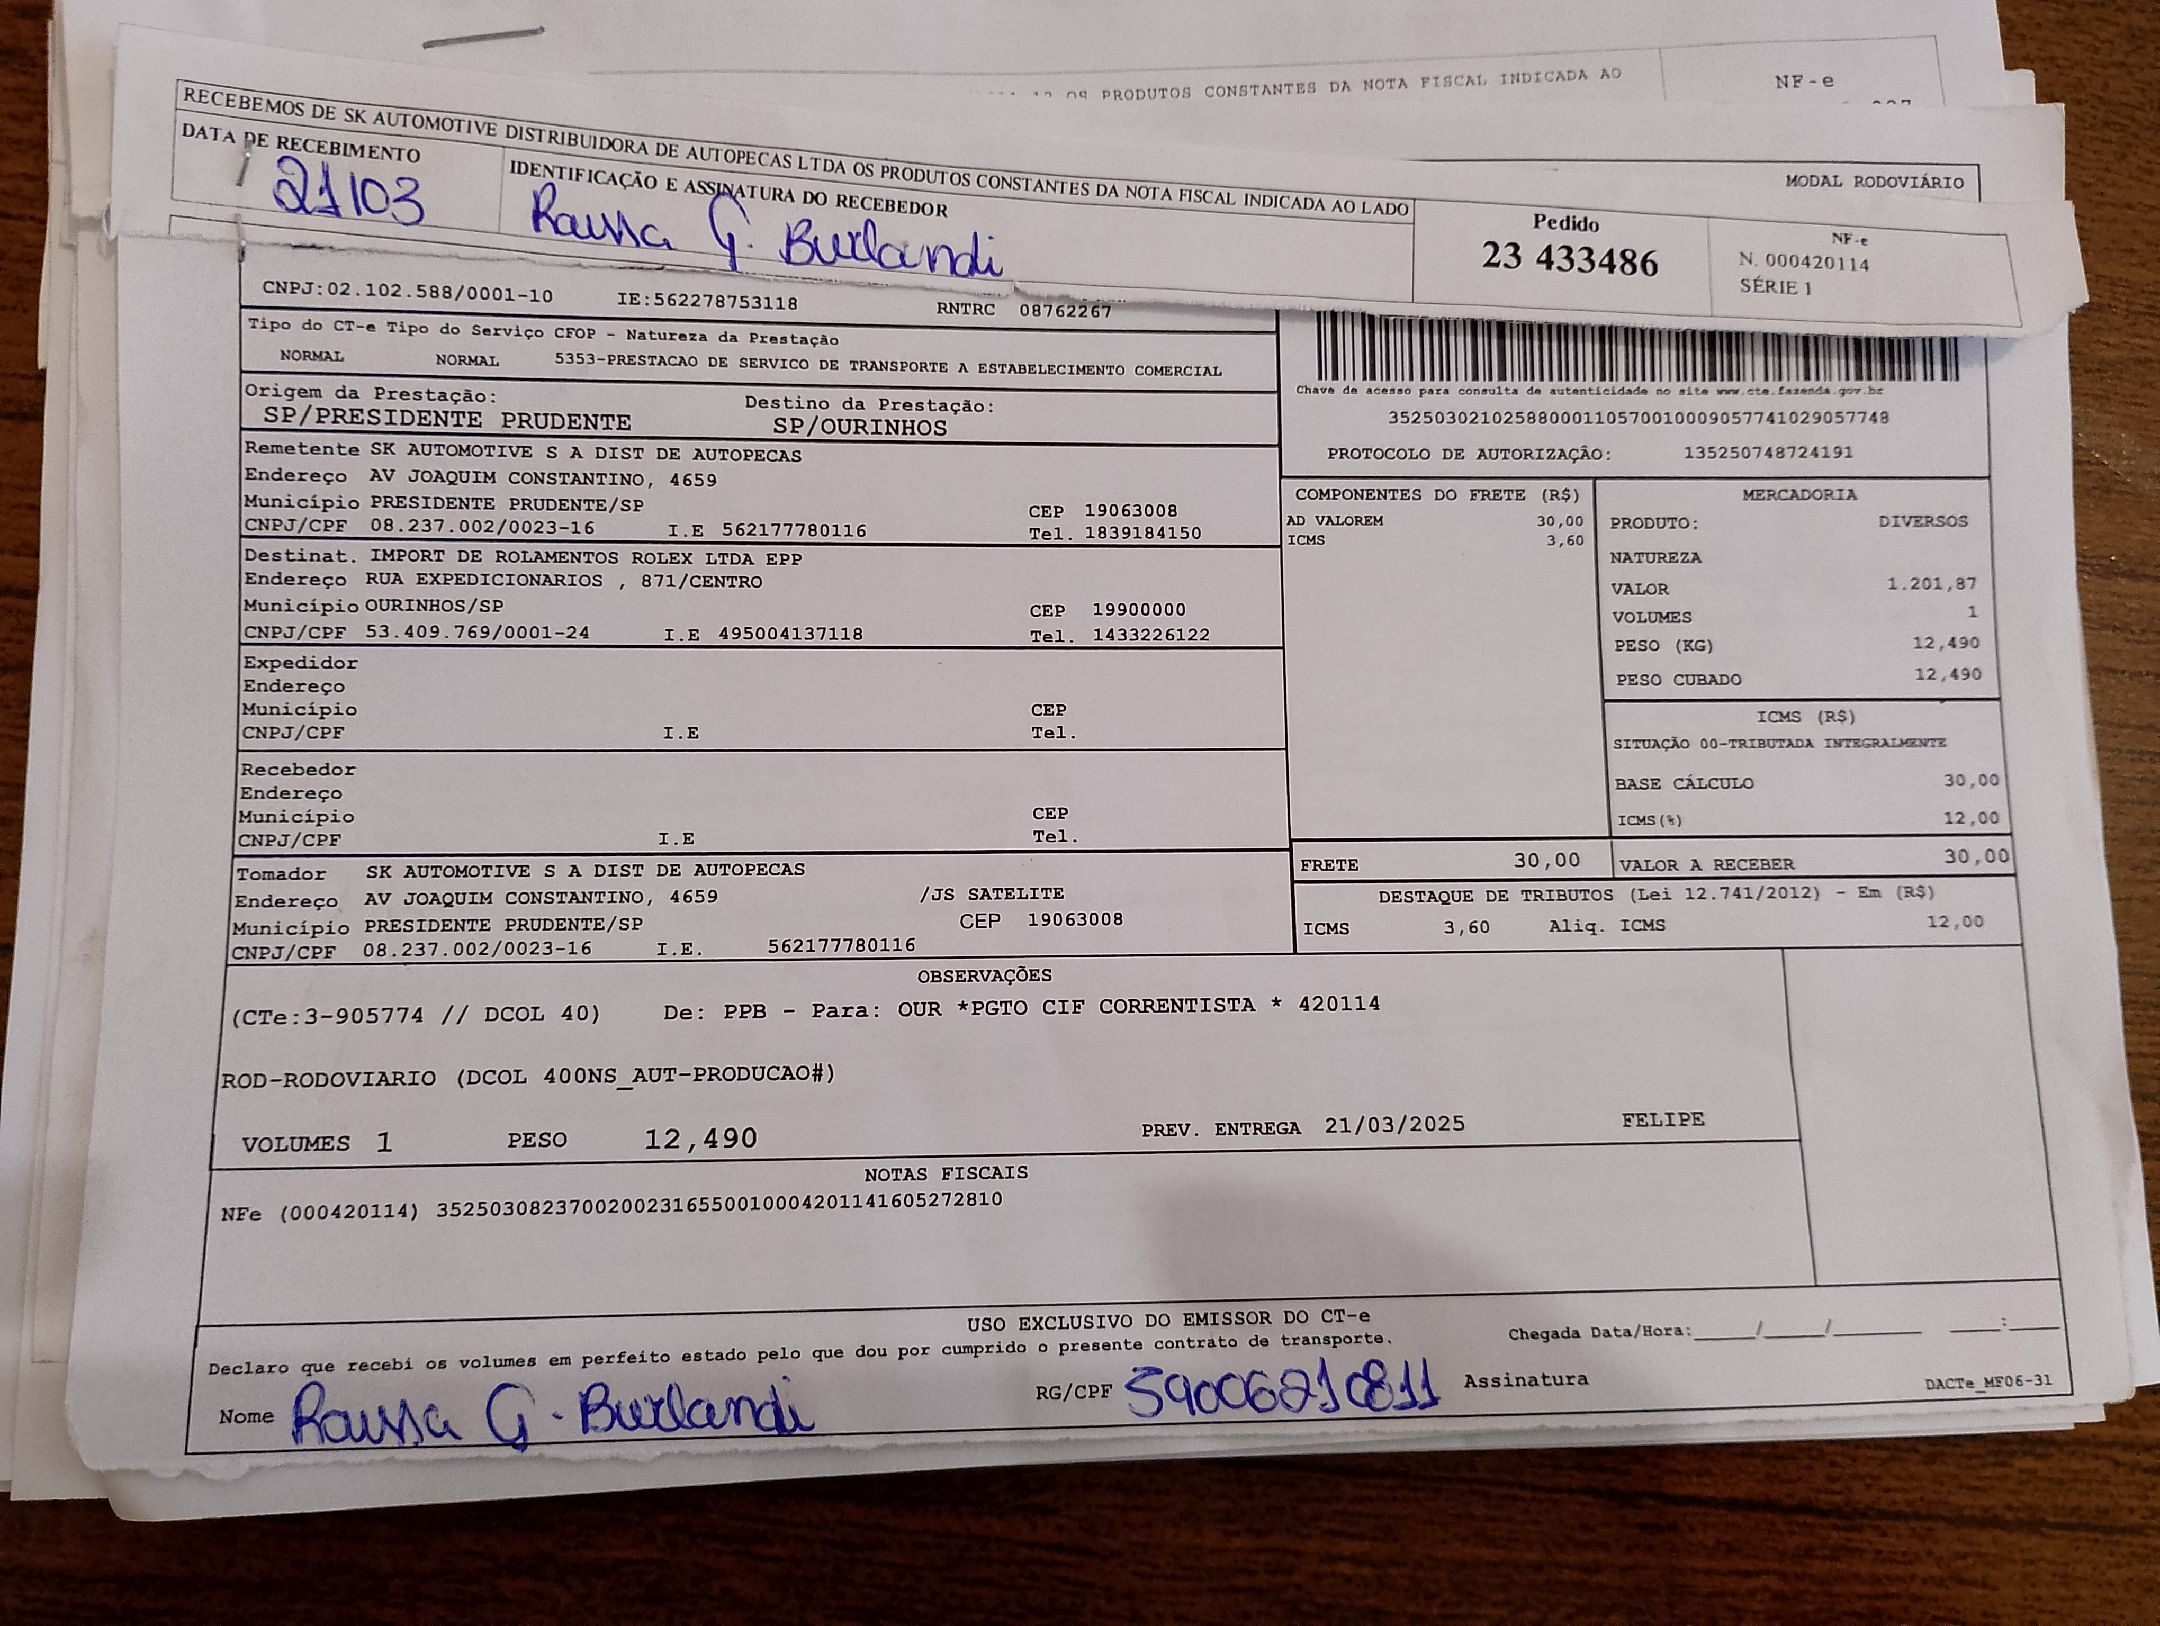 OS PRODUTOS CONSTANTES DA NOTA FISCAL INDICADA AO
NF-e
RECEBEMOS DE SK AUTOMOTIVE DISTRIBUIDORA DE AUTOPECAS LTDA OS PRODUTOS CONSTANTES DA NOTA FISCAL INDICADA AO LADO
DATA DE RECEBIMENTO
21/03
IDENTIFICAÇÃO E ASSINATURA DO RECEBEDOR
G. Burlandi
Pedido
23 433486
NF-e
N. 000420114
SÉRIE 1
MODAL RODOVIÁRIO
CNPJ:02.102.588/0001-10 IE:562278753118 RNTRC 08762267
Tipo do CT-e Tipo do Serviço CFOP - Natureza da Prestação
NORMAL NORMAL 5353-PRESTACAO DE SERVICO DE TRANSPORTE A ESTABELECIMENTO COMERCIAL
Origem da Prestação: Destino da Prestação:
SP/PRESIDENTE PRUDENTE SP/OURINHOS
Remetente SK AUTOMOTIVE S A DIST DE AUTOPECAS
Endereço AV JOAQUIM CONSTANTINO, 4659
Município PRESIDENTE PRUDENTE/SP CEP 19063008
CNPJ/CPF 08.237.002/0023-16 I.E 562177780116 Tel. 1839184150
Destinat. IMPORT DE ROLAMENTOS ROLEX LTDA EPP
Endereço RUA EXPEDICIONARIOS , 871/CENTRO
Município OURINHOS/SP CEP 19900000
CNPJ/CPF 53.409.769/0001-24 I.E 495004137118 Tel. 1433226122
Expedidor
Endereço
Município CEP
CNPJ/CPF I.E Tel.
Recebedor
Endereço
Município CEP
CNPJ/CPF I.E Tel.
Tomador SK AUTOMOTIVE S A DIST DE AUTOPECAS
Endereço AV JOAQUIM CONSTANTINO, 4659 /JS SATELITE
Município PRESIDENTE PRUDENTE/SP CEP 19063008
CNPJ/CPF 08.237.002/0023-16 I.E. 562177780116
Chave de acesso para consulta de autenticidade no site www.cte.fazenda.gov.br
35250302102588000110570010009057741029057748
PROTOCOLO DE AUTORIZAÇÃO: 135250748724191
COMPONENTES DO FRETE (R$)
AD VALOREM 30,00
ICMS 3,60
MERCADORIA
PRODUTO: DIVERSOS
NATUREZA
VALOR 1.201,87
VOLUMES 1
PESO (KG) 12,490
PESO CUBADO 12,490
ICMS (R$)
SITUAÇÃO 00-TRIBUTADA INTEGRALMENTE
BASE CÁLCULO 30,00
ICMS(%) 12,00
FRETE 30,00 VALOR A RECEBER 30,00
DESTAQUE DE TRIBUTOS (Lei 12.741/2012) - Em (R$)
ICMS 3,60 Aliq. ICMS 12,00
OBSERVAÇÕES
(CTe:3-905774 // DCOL 40) De: PPB - Para: OUR *PGTO CIF CORRENTISTA * 420114
ROD-RODOVIARIO (DCOL 400NS_AUT-PRODUCAO#)
VOLUMES 1 PESO 12,490 PREV. ENTREGA 21/03/2025 FELIPE
NOTAS FISCAIS
NFe (000420114) 35250308237002002316550010004201141605272810
USO EXCLUSIVO DO EMISSOR DO CT-e
Declaro que recebi os volumes em perfeito estado pelo que dou por cumprido o presente contrato de transporte. Chegada Data/Hora:____/____/______ ___:___
Nome G. Burlandi RG/CPF 59006210811 Assinatura
DACTe_MF06-31